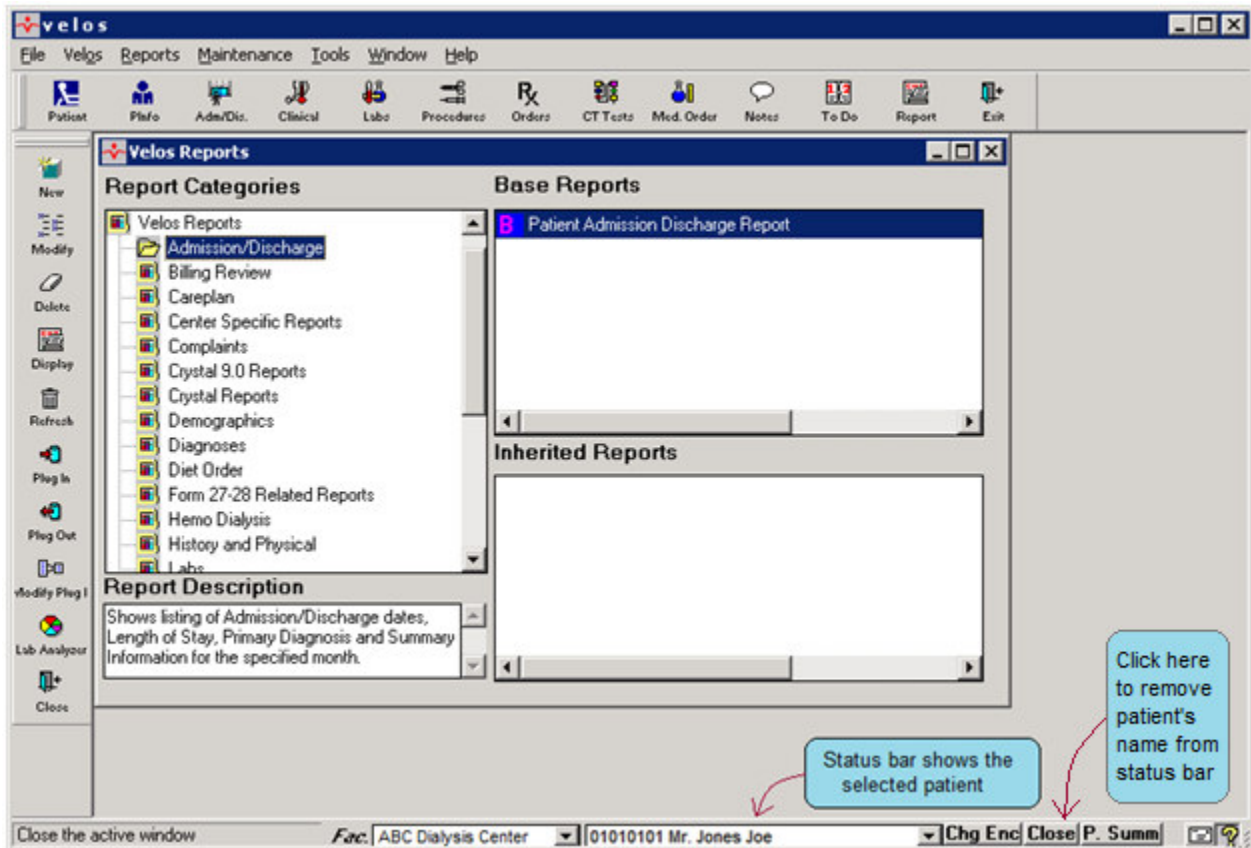 velos
File Velos Reports Maintenance Tools Window Help
Patient PInfo Adm/Dis. Clinical Labs Procedures Orders CT Tests Med. Order Notes To Do Report Exit
New
Modify
Delete
Display
Refresh
Plug In
Plug Out
Modify Plug I
Lab Analyzer
Close
Velos Reports
Report Categories
Velos Reports
Admission/Discharge
Billing Review
Careplan
Center Specific Reports
Complaints
Crystal 9.0 Reports
Crystal Reports
Demographics
Diagnoses
Diet Order
Form 27-28 Related Reports
Hemo Dialysis
History and Physical
Labs
Report Description
Shows listing of Admission/Discharge dates,
Length of Stay, Primary Diagnosis and Summary
Information for the specified month.
Base Reports
B Patient Admission Discharge Report
Inherited Reports
Click here
to remove
patient's
name from
status bar
Status bar shows the
selected patient
Close the active window Fac. ABC Dialysis Center 01010101 Mr. Jones Joe Chg Enc Close P. Summ